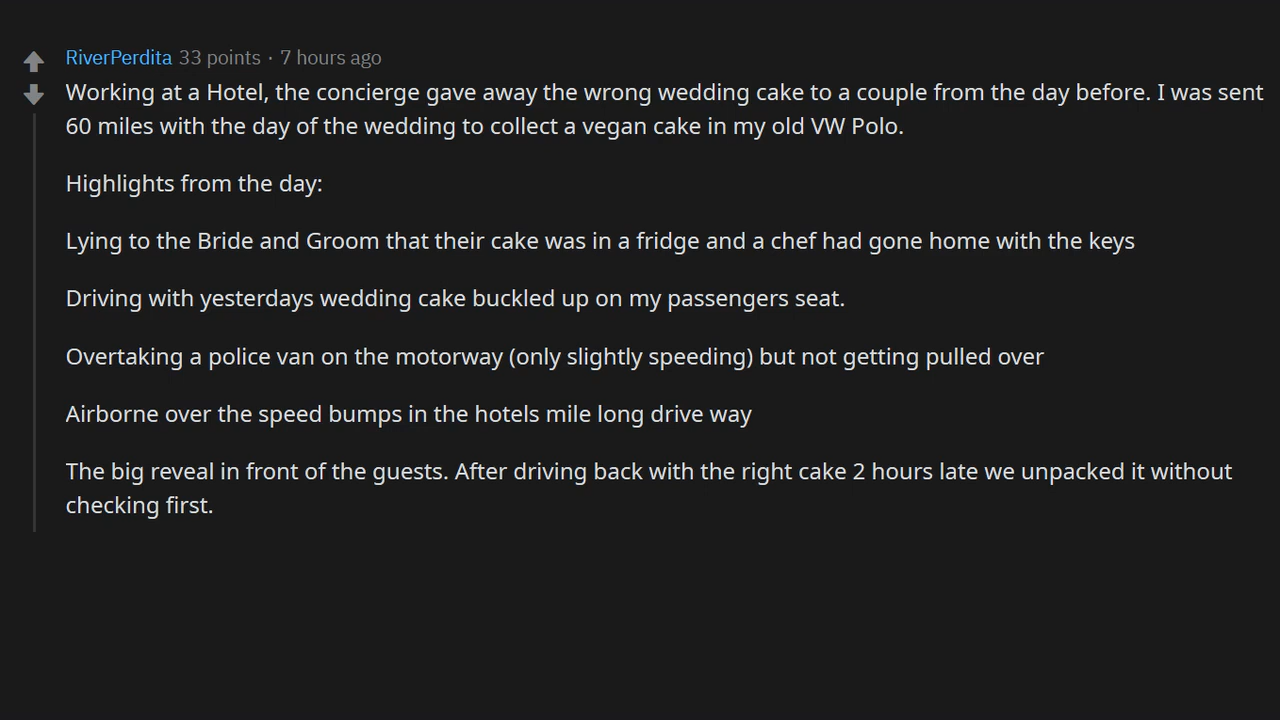 RiverPerdita 33 points · 7 hours ago
Working at a Hotel, the concierge gave away the wrong wedding cake to a couple from the day before. I was sent
60 miles with the day of the wedding to collect a vegan cake in my old VW Polo.
Highlights from the day:
Lying to the Bride and Groom that their cake was in a fridge and a chef had gone home with the keys
Driving with yesterdays wedding cake buckled up on my passengers seat.
Overtaking a police van on the motorway (only slightly speeding) but not getting pulled over
Airborne over the speed bumps in the hotels mile long drive way
The big reveal in front of the guests. After driving back with the right cake 2 hours late we unpacked it without
checking first.